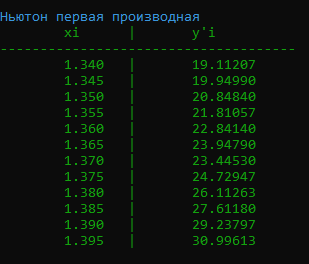 Ньютон первая производная
xi | y'i
-------------------------------------
1.340 | 19.11207
1.345 | 19.94990
1.350 | 20.84840
1.355 | 21.81057
1.360 | 22.84140
1.365 | 23.94790
1.370 | 23.44530
1.375 | 24.72947
1.380 | 26.11263
1.385 | 27.61180
1.390 | 29.23797
1.395 | 30.99613